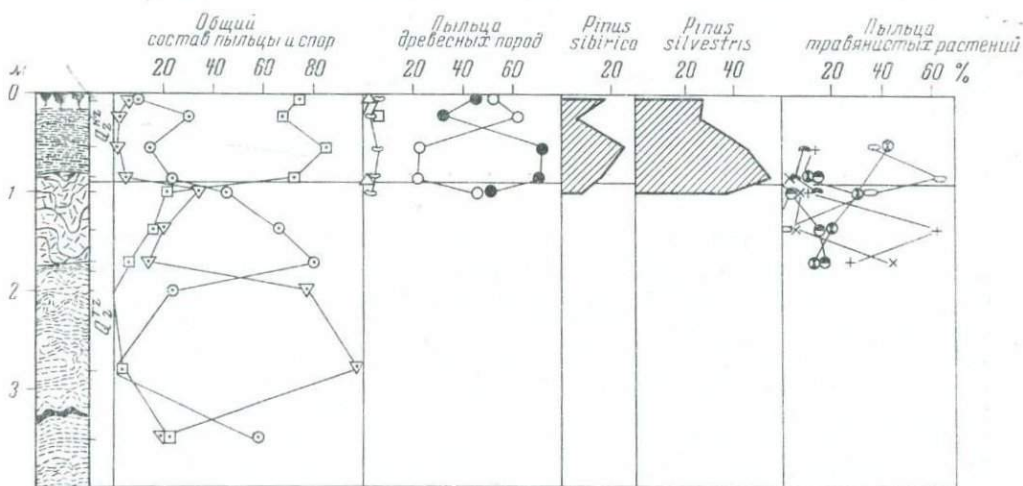 Общий
состав пыльцы и спор
Пыльца
древесных пород
Pinus
sibirica
Pinus
silvestris
Пыльца
травянистых растений
м
20 40 60 80
20 40 60
20
20 40
20 40 60 %
0
1
2
3